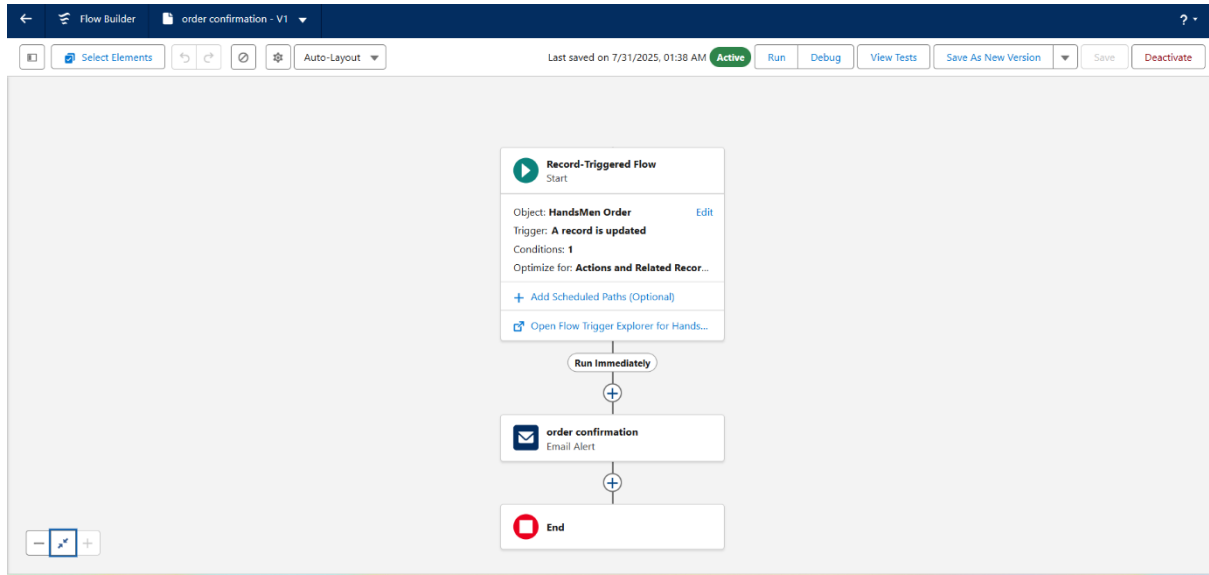 Flow Builder order confirmation - V1 ?
Select Elements Auto-Layout Last saved on 7/31/2025, 01:38 AM Active Run Debug View Tests Save As New Version Save Deactivate
Record-Triggered Flow
Start
Object: HandsMen Order Edit
Trigger: A record is updated
Conditions: 1
Optimize for: Actions and Related Recor...
+ Add Scheduled Paths (Optional)
Open Flow Trigger Explorer for Hands...
Run Immediately
order confirmation
Email Alert
End